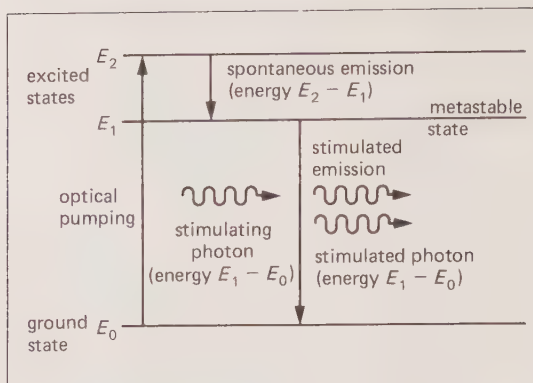 E₂
excited
states
spontaneous emission
(energy E₂ − E₁)
E₁
metastable
state
optical
pumping
stimulating
photon
(energy E₁ − E₀)
stimulated
emission
stimulated photon
(energy E₁ − E₀)
ground
state
E₀